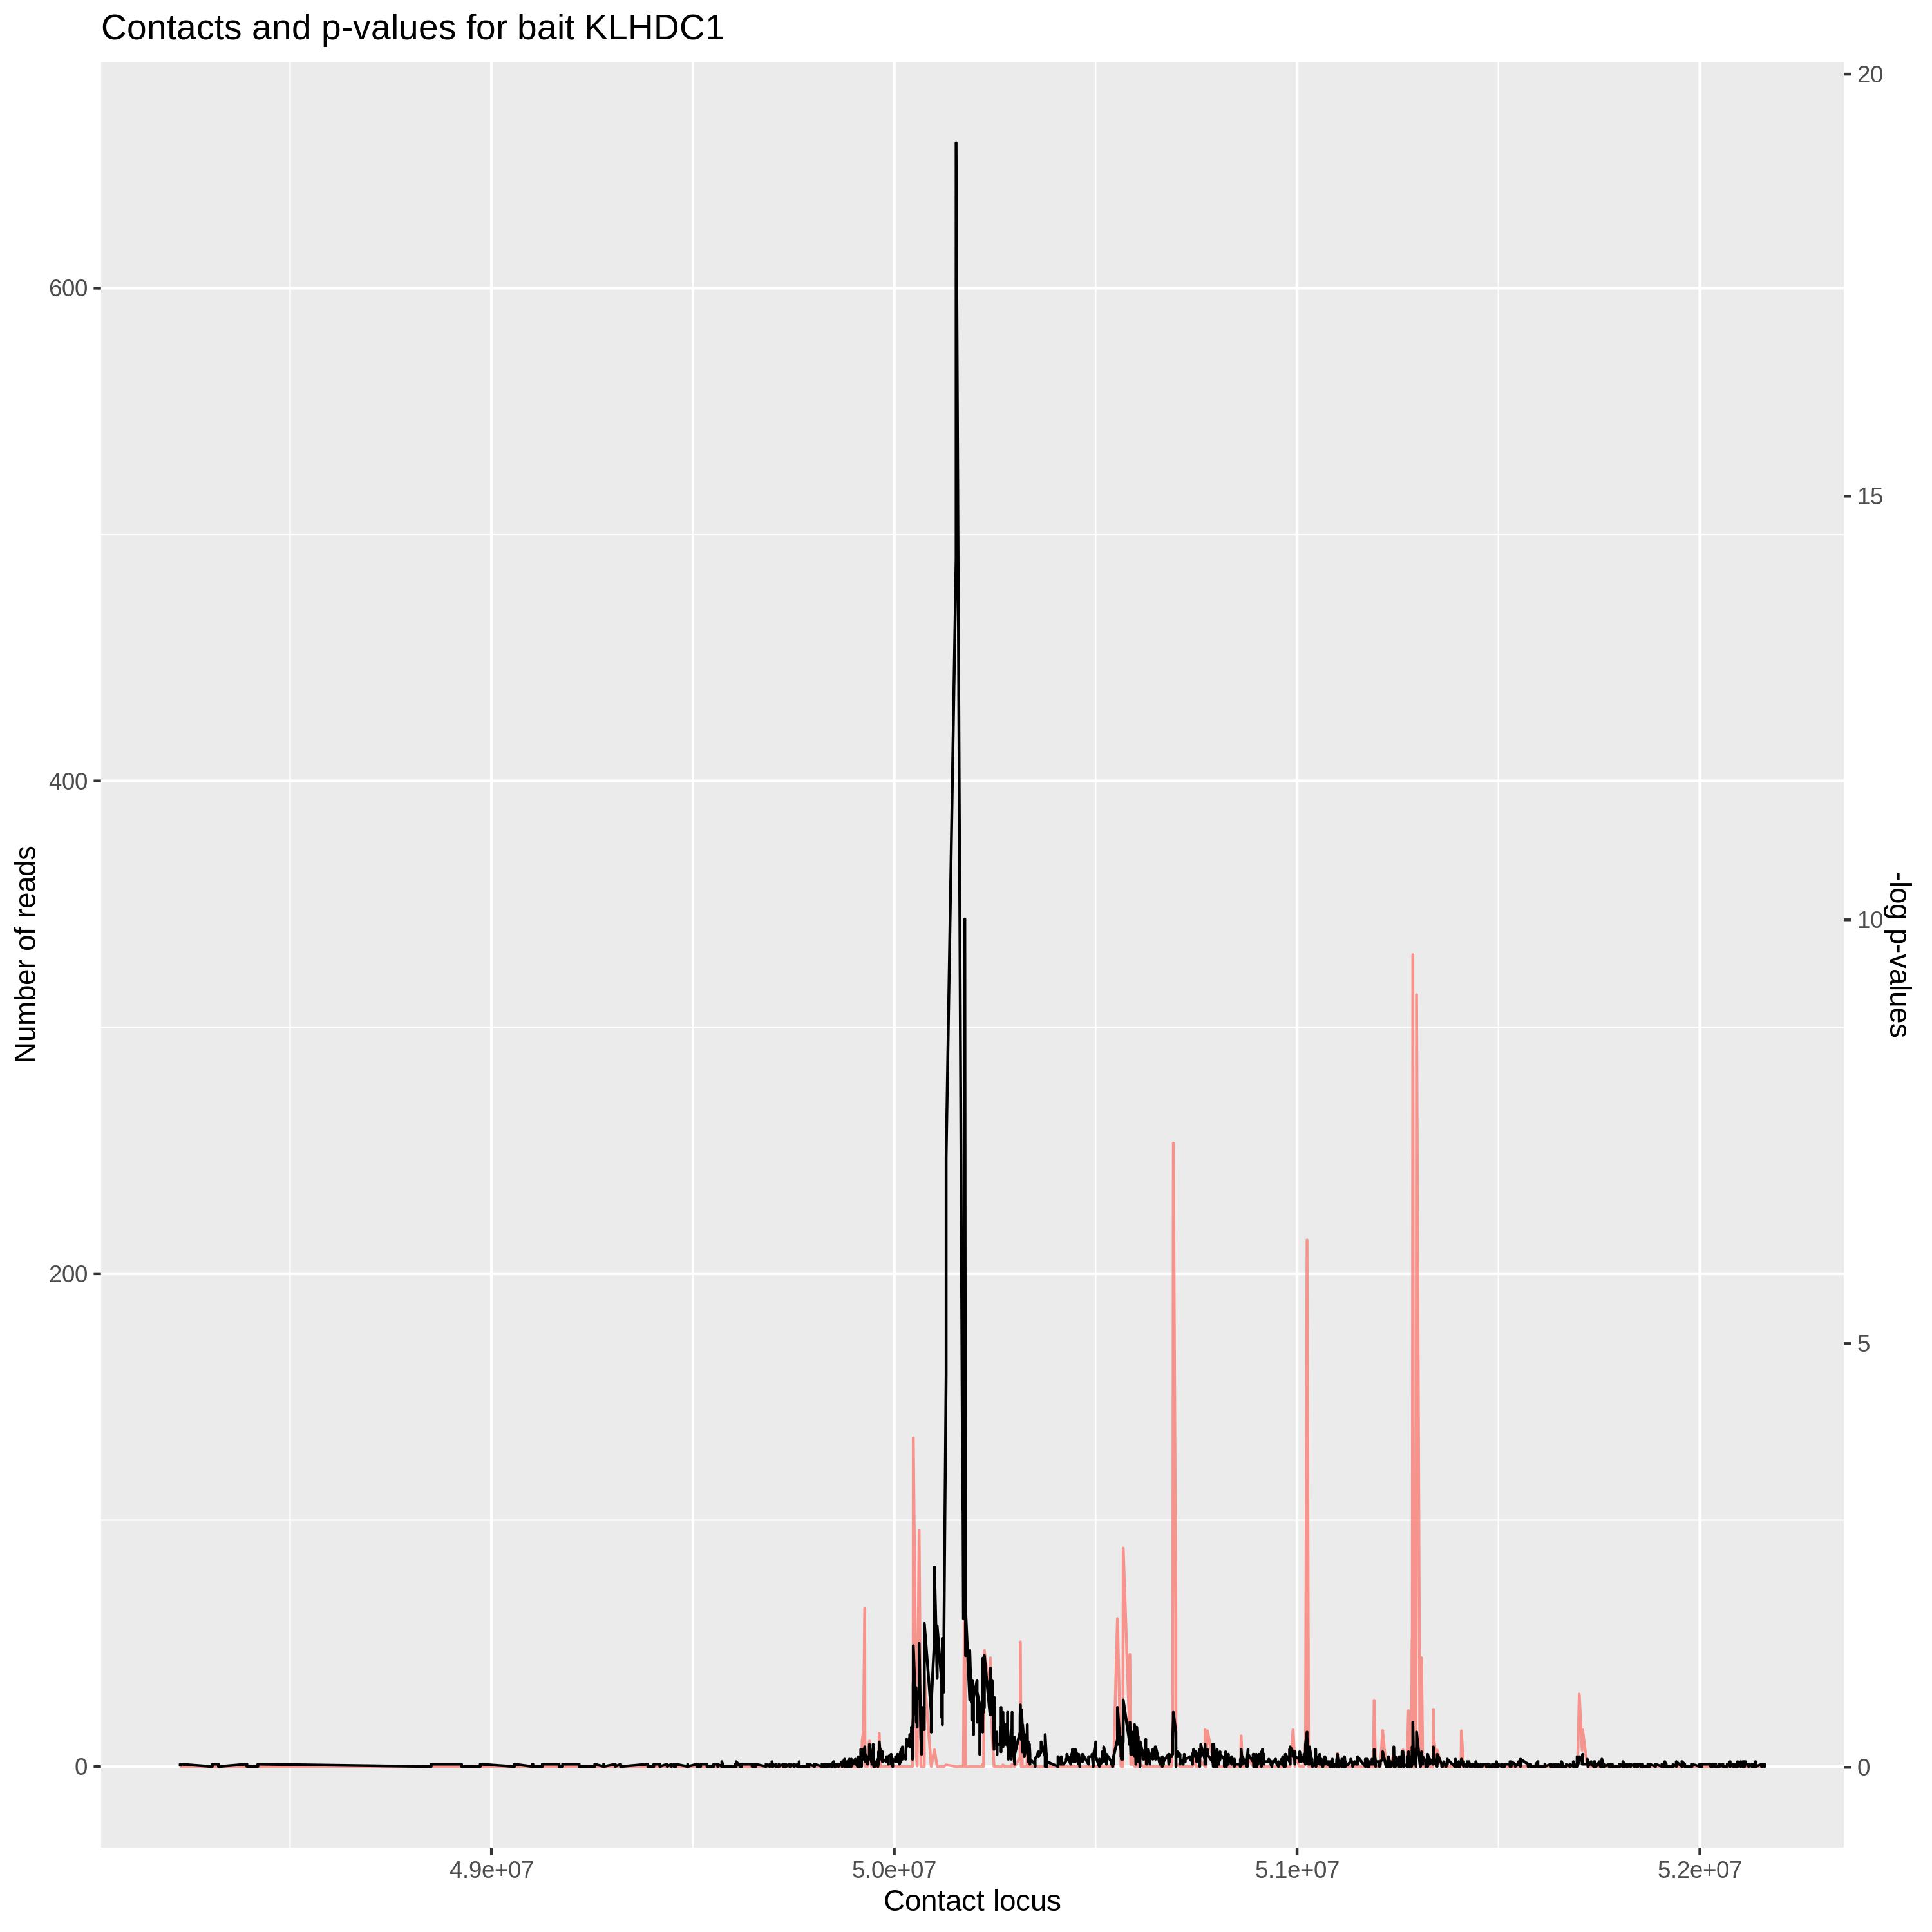 Contacts and p-values for bait KLHDC1
20
600
15
400
Number of reads
10
-log p-values
200
5
0
0
4.9e+07
5.0e+07
5.1e+07
5.2e+07
Contact locus